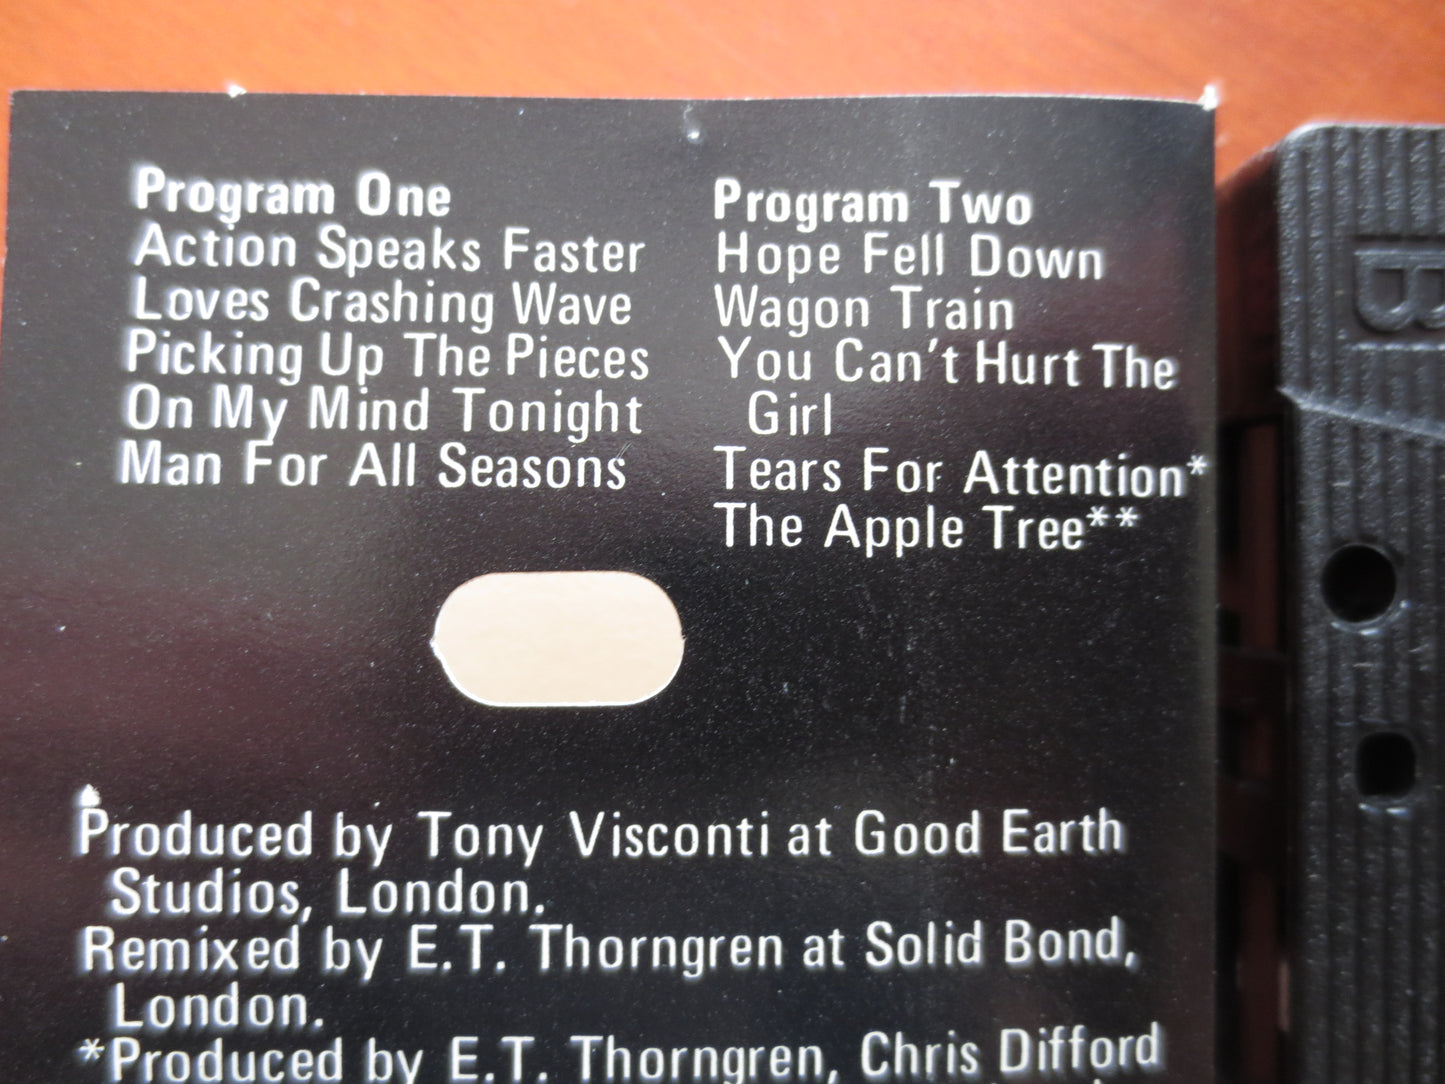 Program One
Action Speaks Faster
Loves Crashing Wave
Picking Up The Pieces
On My Mind Tonight
Man For All Seasons
Program Two
Hope Fell Down
Wagon Train
You Can't Hurt The
Girl
Tears For Attention*
The Apple Tree**
Produced by Tony Visconti at Good Earth
Studios, London.
Remixed by E.T. Thorngren at Solid Bond,
London.
*Produced by E.T. Thorngren, Chris Difford
B